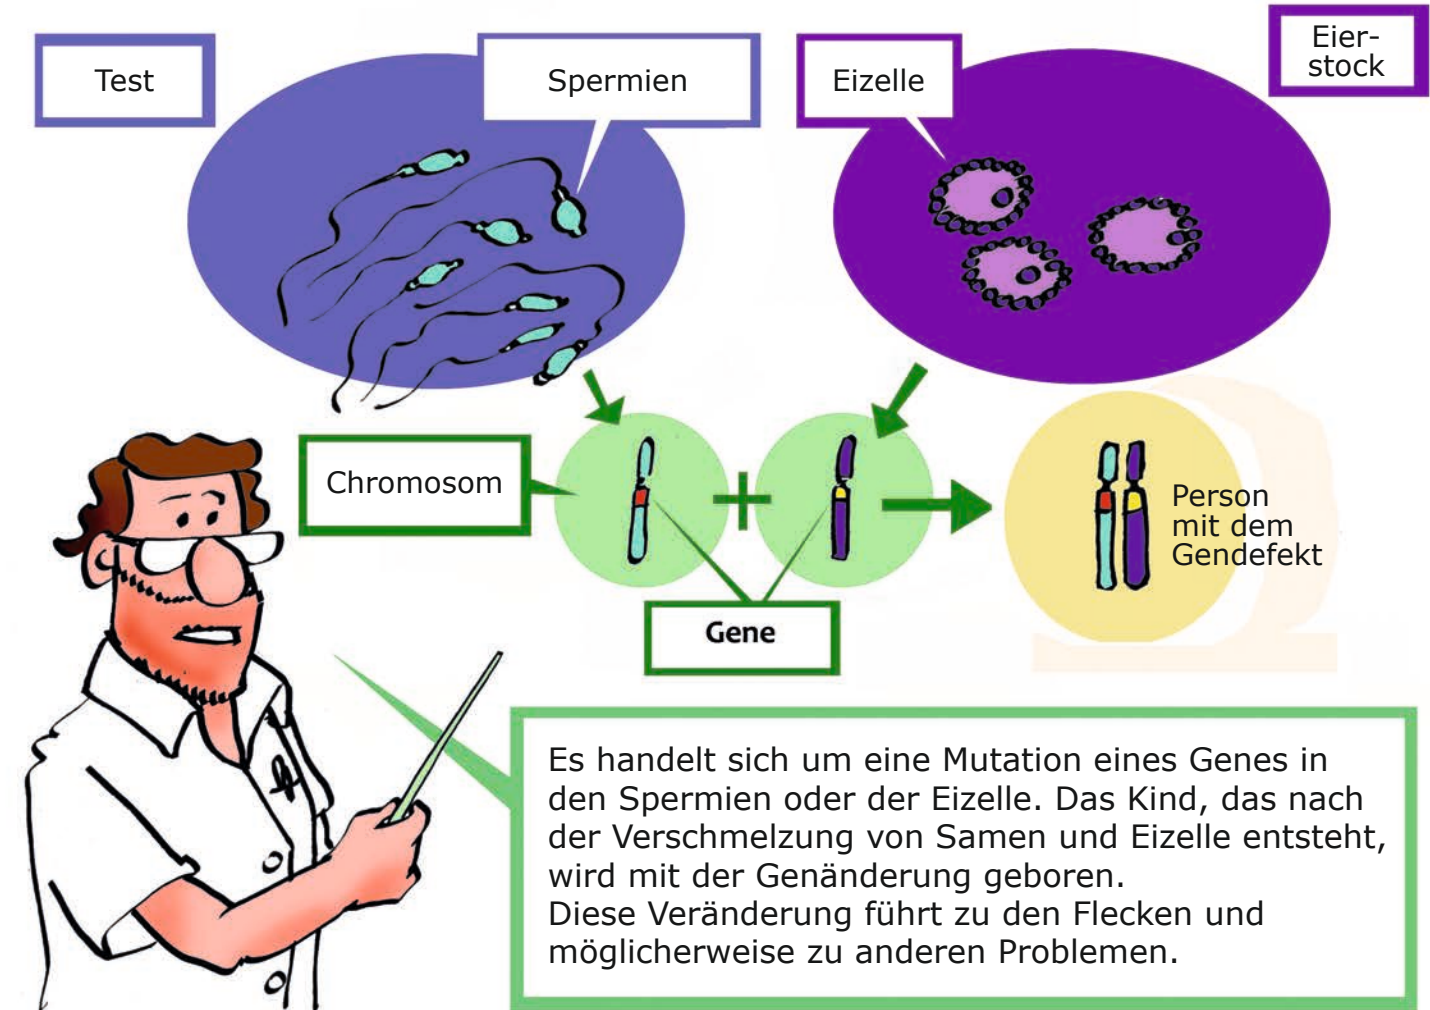 Test
Spermien
Eizelle
Eier-
stock
Chromosom
Gene
Person
mit dem
Gendefekt
Es handelt sich um eine Mutation eines Genes in
den Spermien oder der Eizelle. Das Kind, das nach
der Verschmelzung von Samen und Eizelle entsteht,
wird mit der Genänderung geboren.
Diese Veränderung führt zu den Flecken und
möglicherweise zu anderen Problemen.